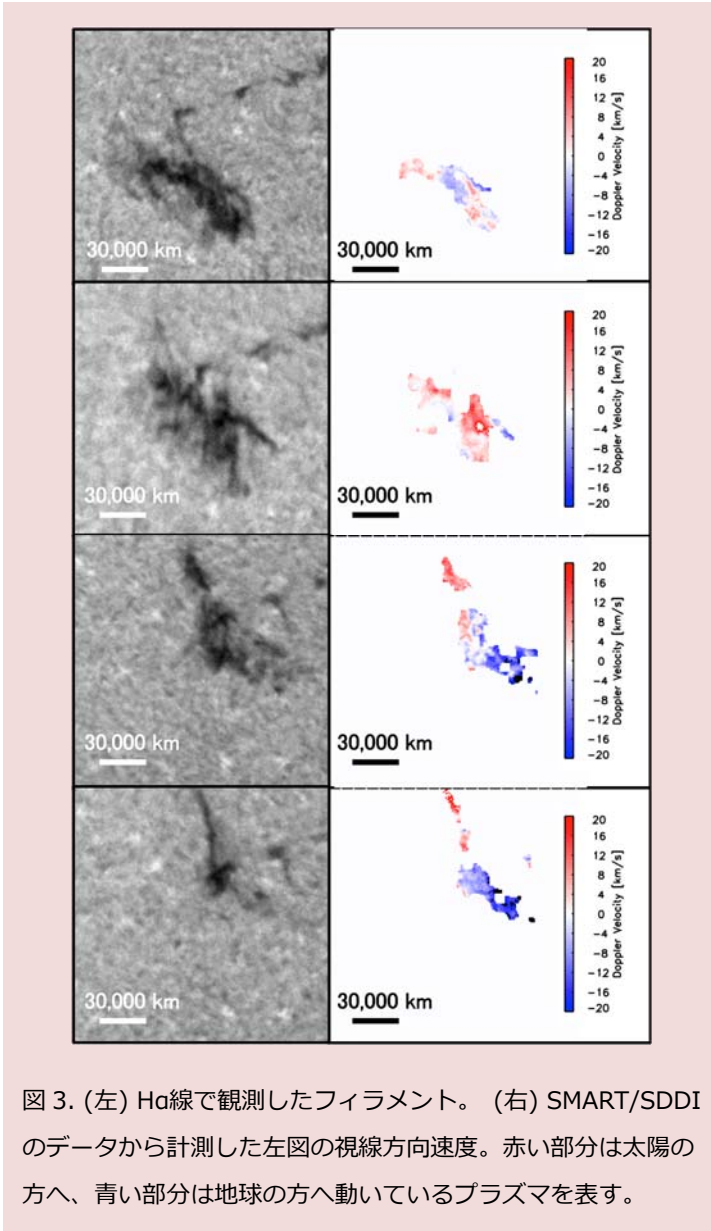 30,000 km
30,000 km
20
16
12
8
4
0
-4
-8
-12
-16
-20
Doppler Velocity [km/s]
30,000 km
30,000 km
20
16
12
8
4
0
-4
-8
-12
-16
-20
Doppler Velocity [km/s]
30,000 km
30,000 km
20
16
12
8
4
0
-4
-8
-12
-16
-20
Doppler Velocity [km/s]
30,000 km
30,000 km
20
16
12
8
4
0
-4
-8
-12
-16
-20
Doppler Velocity [km/s]
図 3. (左) Hα線で観測したフィラメント。 (右) SMART/SDDI
のデータから計測した左図の視線方向速度。赤い部分は太陽の
方へ、青い部分は地球の方へ動いているプラズマを表す。